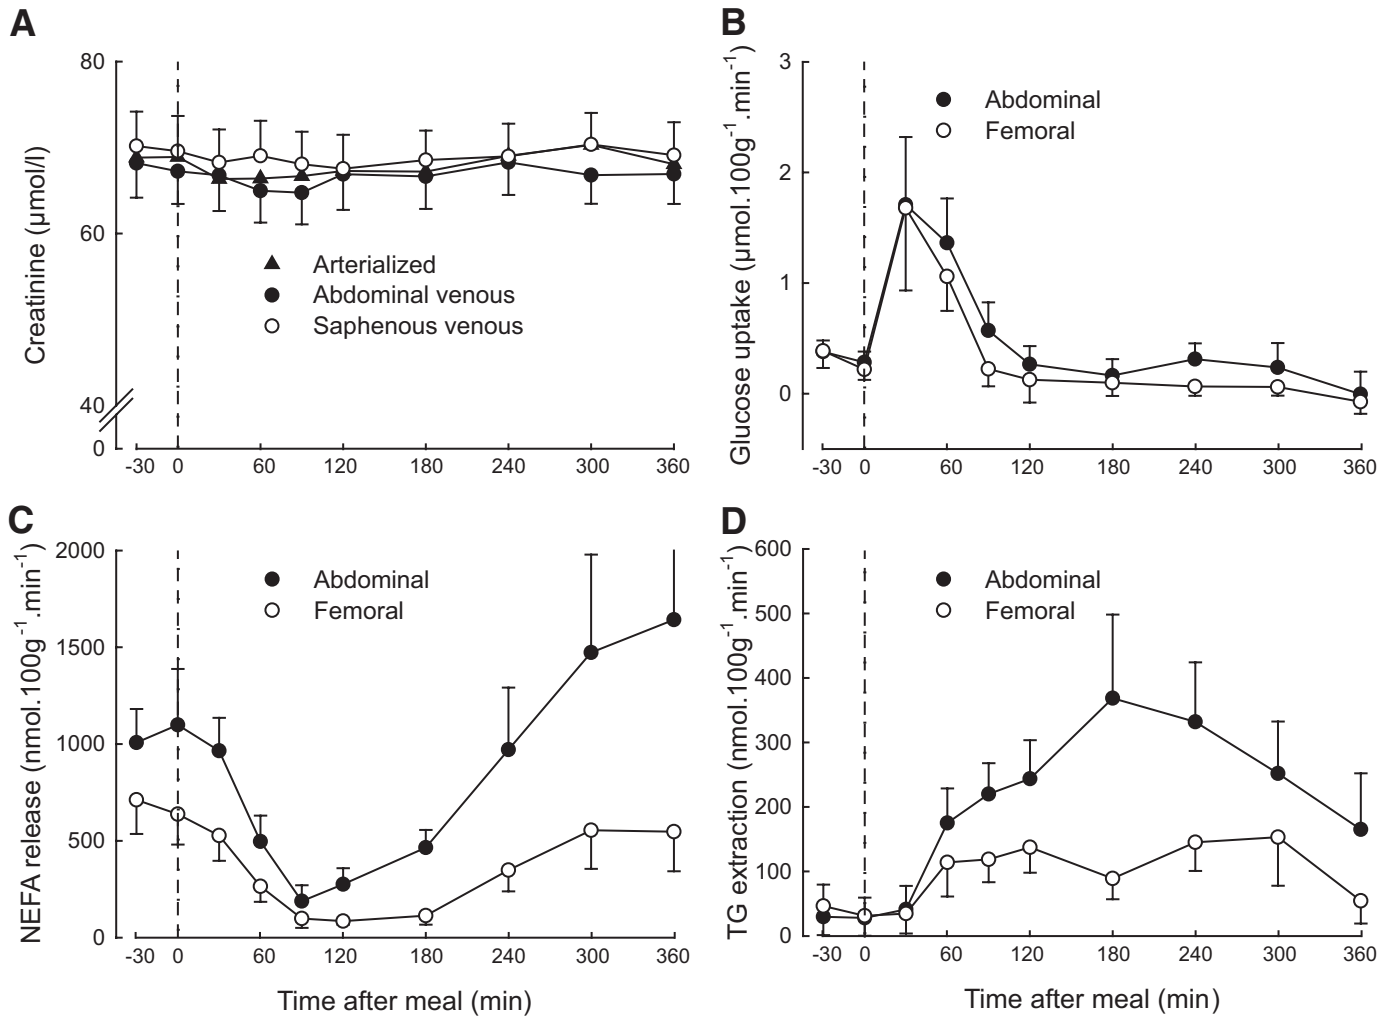 A
80
60
40
0
Creatinine (µmol/l)
Arterialized
Abdominal venous
Saphenous venous
-30 0 60 120 180 240 300 360
B
3
2
1
0
Glucose uptake (µmol.100g⁻¹.min⁻¹)
Abdominal
Femoral
-30 0 60 120 180 240 300 360
C
2000
1500
1000
500
0
NEFA release (nmol.100g⁻¹.min⁻¹)
Abdominal
Femoral
-30 0 60 120 180 240 300 360
Time after meal (min)
D
600
500
400
300
200
100
0
TG extraction (nmol.100g⁻¹.min⁻¹)
Abdominal
Femoral
-30 0 60 120 180 240 300 360
Time after meal (min)